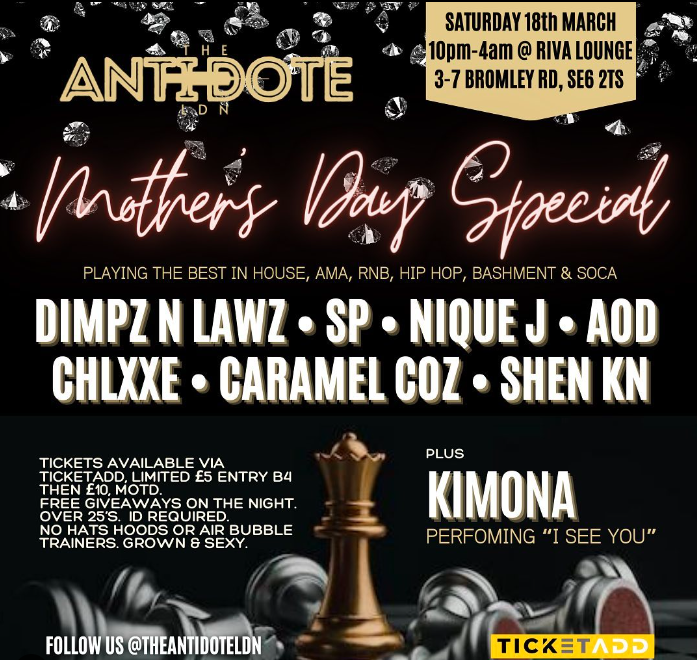 THE
ANTIDOTE
LDN
SATURDAY 18th MARCH
10pm-4am @ RIVA LOUNGE
3-7 BROMLEY RD, SE6 2TS
Mother's Day Special
PLAYING THE BEST IN HOUSE, AMA, RNB, HIP HOP, BASHMENT & SOCA
DIMPZ N LAWZ • SP • NIQUE J • AOD
CHLXXE • CARAMEL COZ • SHEN KN
TICKETS AVAILABLE VIA
TICKETADD, LIMITED £5 ENTRY B4
THEN £10, MOTD.
FREE GIVEAWAYS ON THE NIGHT.
OVER 25'S. ID REQUIRED.
NO HATS HOODS OR AIR BUBBLE
TRAINERS. GROWN & SEXY.
PLUS
KIMONA
PERFOMING "I SEE YOU"
FOLLOW US @THEANTIDOTELDN
TICKETADD